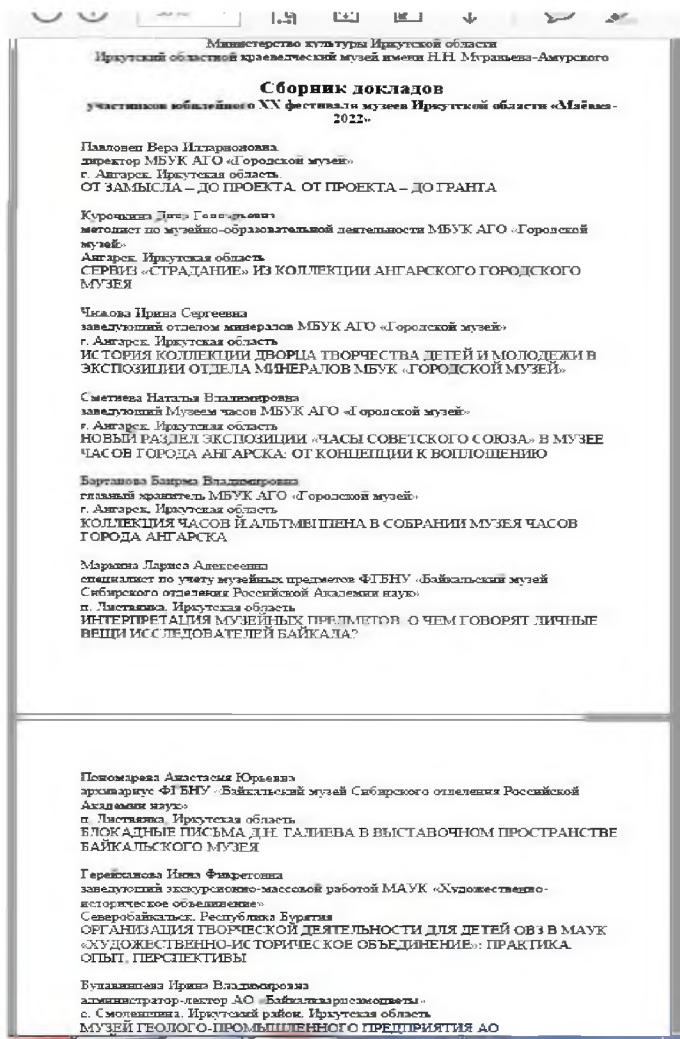 Министерство культуры Иркутской области
Иркутский областной краеведческий музей имени Н.Н. Муравьева-Амурского
Сборник докладов
участников юбилейного XX фестиваля музеев Иркутской области «Маёвка-
2022»
Павловец Вера Илларионовна
директор МБУК АГО «Городской музей»
г. Ангарск, Иркутская область.
ОТ ЗАМЫСЛА – ДО ПРОЕКТА. ОТ ПРОЕКТА – ДО ГРАНТА
Курочкина
методист по музейно-образовательной деятельности МБУК АГО «Городской
музей»
Ангарск, Иркутская область
СЕРВИЗ «СТРАДАНИЕ» ИЗ КОЛЛЕКЦИИ АНГАРСКОГО ГОРОДСКОГО
МУЗЕЯ
Ирина Сергеевна
заведующий отделом минералов МБУК АГО «Городской музей»
г. Ангарск, Иркутская область
ИСТОРИЯ КОЛЛЕКЦИИ ДВОРЦА ТВОРЧЕСТВА ДЕТЕЙ И МОЛОДЕЖИ В
ЭКСПОЗИЦИИ ОТДЕЛА МИНЕРАЛОВ МБУК «ГОРОДСКОЙ МУЗЕЙ»
Сметнева Наталья Владимировна
заведующий Музеем часов МБУК АГО «Городской музей»
г. Ангарск, Иркутская область
НОВЫЙ РАЗДЕЛ ЭКСПОЗИЦИИ «ЧАСЫ СОВЕТСКОГО СОЮЗА» В МУЗЕЕ
ЧАСОВ ГОРОДА АНГАРСКА: ОТ КОНЦЕПЦИИ К ВОПЛОЩЕНИЮ
Бартанова Баирма Владимировна
главный хранитель МБУК АГО «Городской музей»
г. Ангарск, Иркутская область
КОЛЛЕКЦИЯ ЧАСОВ Й.АЛЬТМЕППЕНА В СОБРАНИИ МУЗЕЯ ЧАСОВ
ГОРОДА АНГАРСКА
Маркина Лариса Алексеевна
специалист по учету музейных предметов ФГБНУ «Байкальский музей
Сибирского отделения Российской Академии наук»
п. Листвянка, Иркутская область
ИНТЕРПРЕТАЦИЯ МУЗЕЙНЫХ ПРЕДМЕТОВ. О ЧЕМ ГОВОРЯТ ЛИЧНЫЕ
ВЕЩИ ИССЛЕДОВАТЕЛЕЙ БАЙКАЛА?
Пономарева Анастасия Юрьевна
архивариус ФГБНУ «Байкальский музей Сибирского отделения Российской
Академии наук»
п. Листвянка, Иркутская область
БЛОКАДНЫЕ ПИСЬМА Д.Н. ТАЛИЕВА В ВЫСТАВОЧНОМ ПРОСТРАНСТВЕ
БАЙКАЛЬСКОГО МУЗЕЯ
Герейханова Инна Фикретовна
заведующий экскурсионно-массовой работой МАУК «Художественно-
историческое объединение»
Северобайкальск, Республика Бурятия
ОРГАНИЗАЦИЯ ТВОРЧЕСКОЙ ДЕЯТЕЛЬНОСТИ ДЛЯ ДЕТЕЙ ОВЗ В МАУК
«ХУДОЖЕСТВЕННО-ИСТОРИЧЕСКОЕ ОБЪЕДИНЕНИЕ»: ПРАКТИКА,
ОПЫТ, ПЕРСПЕКТИВЫ
Ирина Владимировна
администратор-лектор АО «Байкалкварцсамоцветы»
с. Смоленщина, Иркутский район, Иркутская область
МУЗЕЙ ГЕОЛОГО-ПРОМЫШЛЕННОГО ПРЕДПРИЯТИЯ АО